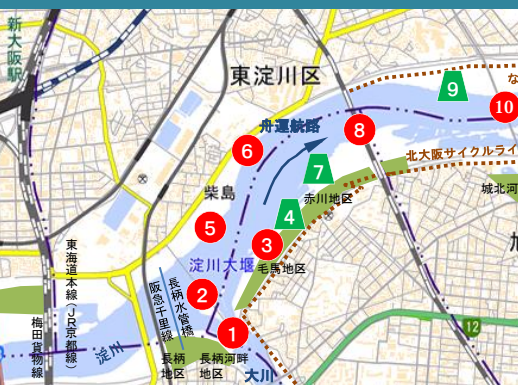 新大阪駅
東淀川区
9
な
10
舟運航路
8
6
北大阪サイクルライ
7
柴島
赤川地区
城北河
4
5
3
旭
淀川大堰
毛馬地区
東海道本線(JR京都線)
2
長柄水管橋
阪急千里線
12
1
梅田貨物線
淀川
長柄地区
長柄河畔地区
大川